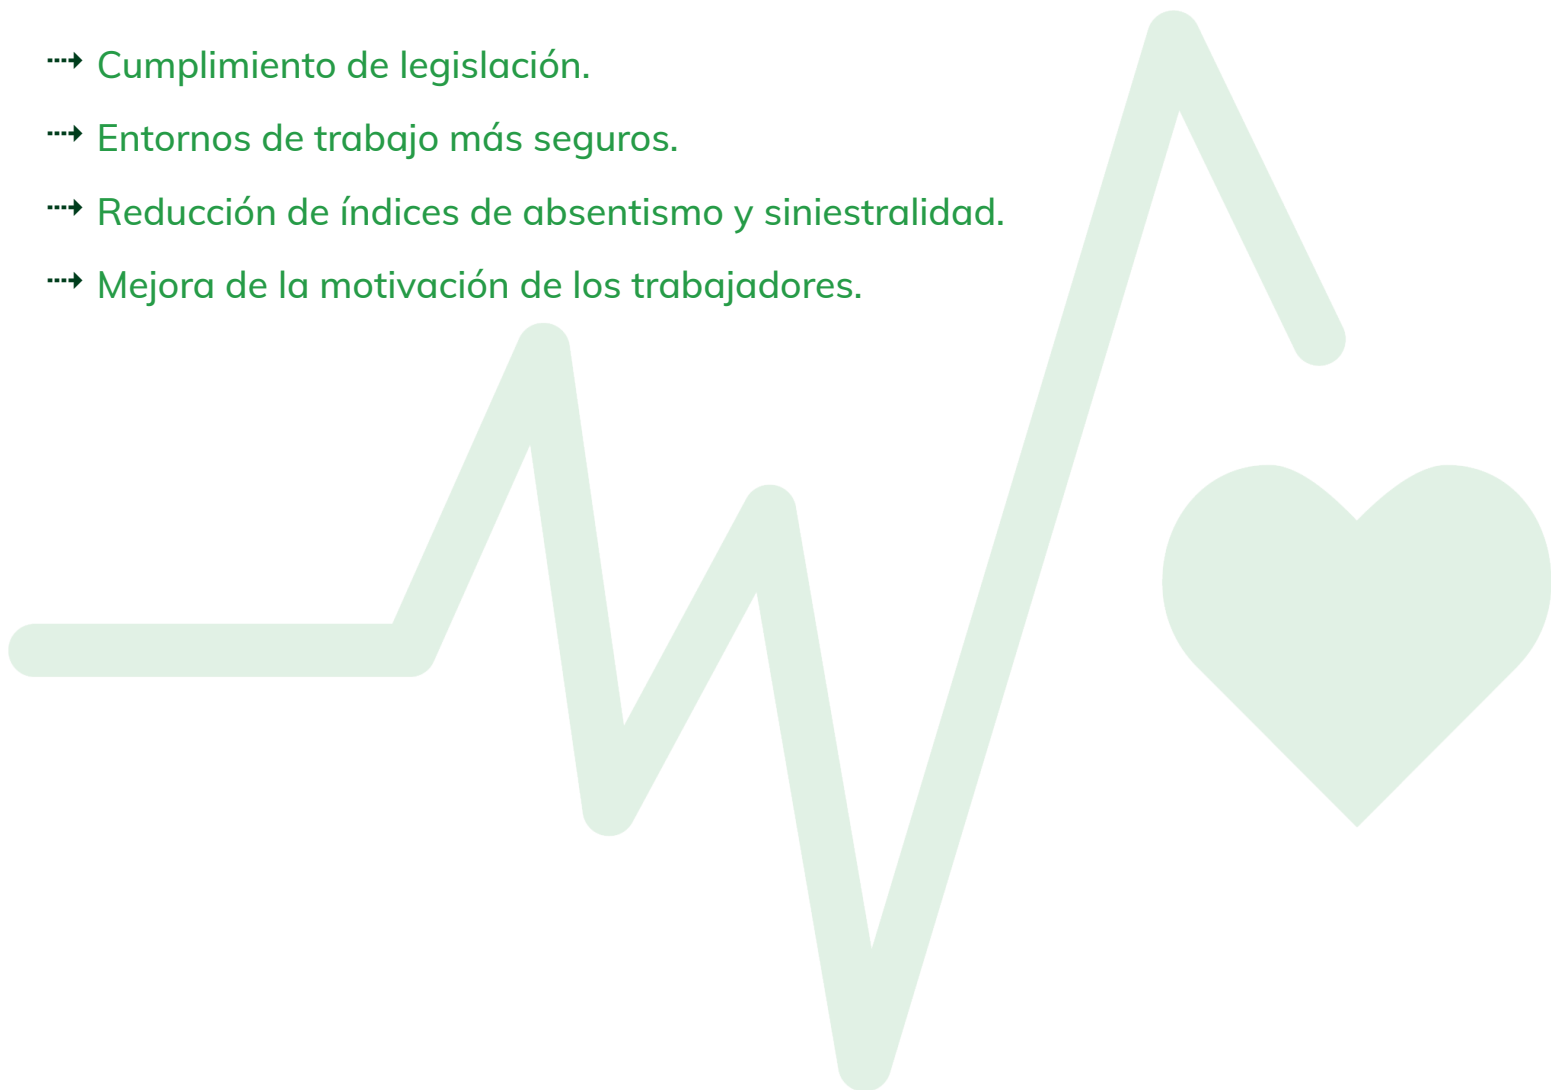 Cumplimiento de legislación.
Entornos de trabajo más seguros.
Reducción de índices de absentismo y siniestralidad.
Mejora de la motivación de los trabajadores.